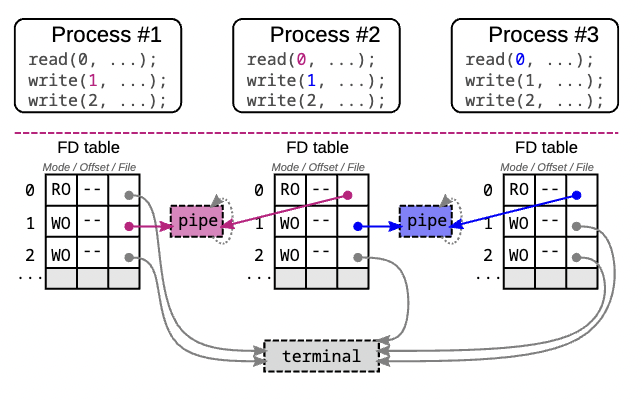 Process #1
read(0, ...);
write(1, ...);
write(2, ...);
Process #2
read(0, ...);
write(1, ...);
write(2, ...);
Process #3
read(0, ...);
write(1, ...);
write(2, ...);
FD table
Mode / Offset / File
0 RO --
1 WO --
2 WO --
...
pipe
FD table
Mode / Offset / File
0 RO --
1 WO --
2 WO --
...
pipe
FD table
Mode / Offset / File
0 RO --
1 WO --
2 WO --
...
terminal